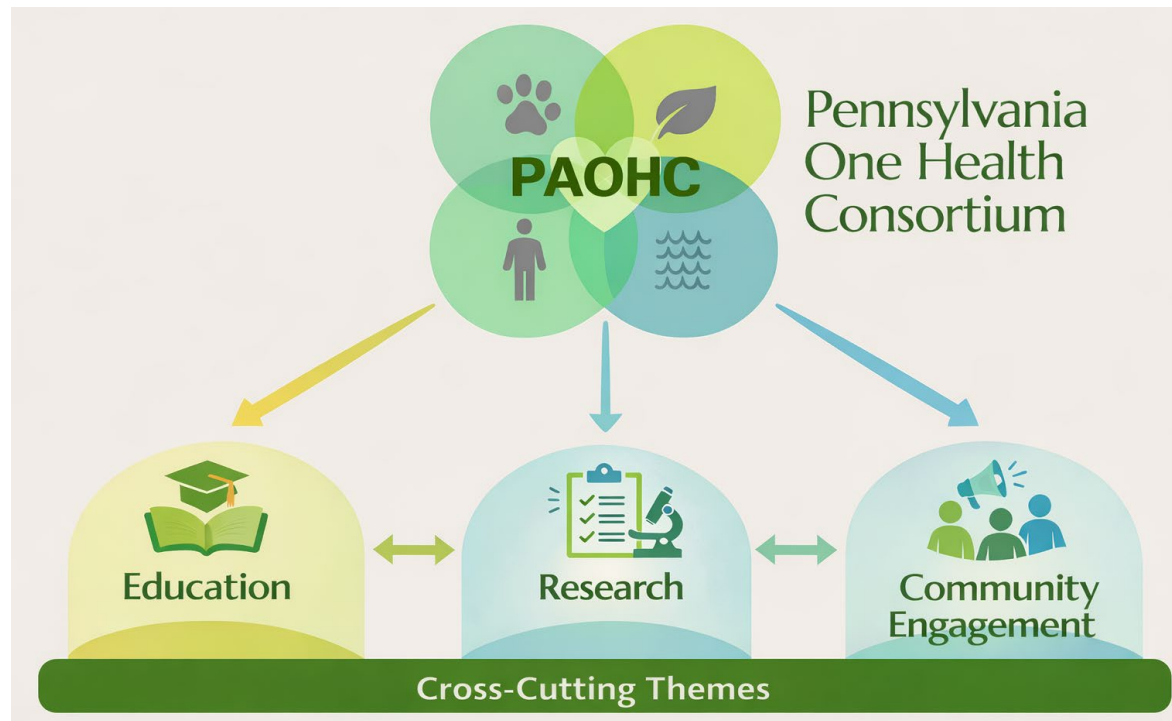 PAOHC
Pennsylvania
One Health
Consortium
Education
Research
Community
Engagement
Cross-Cutting Themes